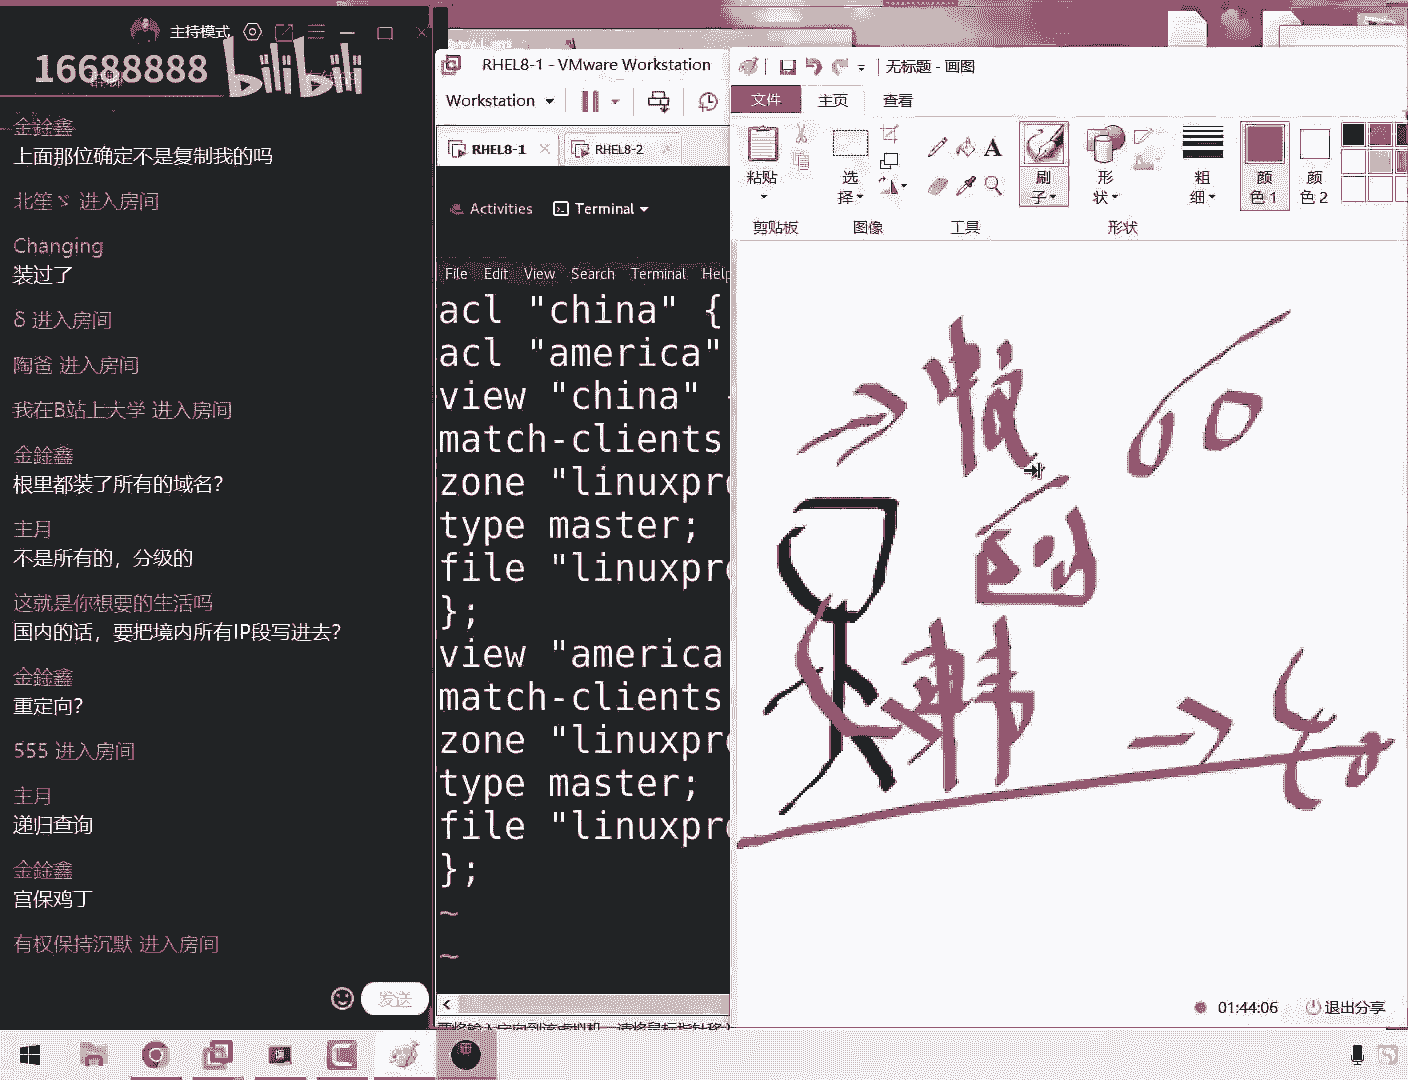 主持模式
16688888
bilibili
金鍂鑫
上面那位确定不是复制我的吗
北笙ヾ 进入房间
Changing
装过了
δ 进入房间
陶爸 进入房间
我在B站上大学 进入房间
金鍂鑫
根里都装了所有的域名?
主月
不是所有的，分级的
这就是你想要的生活吗
国内的话，要把境内所有IP段写进去?
金鍂鑫
重定向?
555 进入房间
主月
递归查询
金鍂鑫
宫保鸡丁
有权保持沉默 进入房间
发送
RHEL8-1 - VMware Workstation
Workstation
RHEL8-1
RHEL8-2
Activities
Terminal
File Edit View Search Terminal Help
acl "china" {
acl "america"
view "china"
match-clients
zone "linuxpr
type master;
file "linuxpr
};
view "america
match-clients
zone "linuxpr
type master;
file "linuxpr
};
~
~
无标题 - 画图
文件
主页
查看
粘贴
选择
刷子
形状
粗细
颜色 1
颜色 2
剪贴板
图像
工具
形状
韩
01:44:06
退出分享